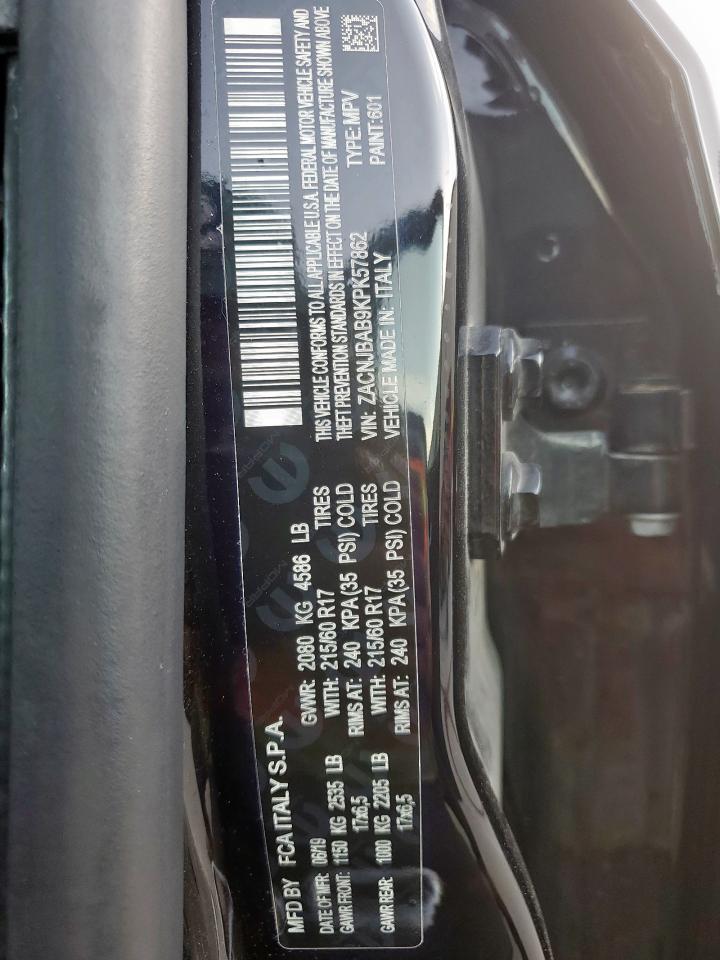 MFD BY FCA ITALY S.P.A.
DATE OF MFR: 06/19 GVWR: 2080 KG 4586 LB
GAWR FRONT: 1150 KG 2535 LB WITH: 215/60 R17 TIRES
17x6,5 RIMS AT: 240 KPA (35 PSI) COLD
GAWR REAR: 1000 KG 2205 LB WITH: 215/60 R17 TIRES
17x6,5 RIMS AT: 240 KPA (35 PSI) COLD
THIS VEHICLE CONFORMS TO ALL APPLICABLE U.S.A. FEDERAL MOTOR VEHICLE SAFETY AND
THEFT PREVENTION STANDARDS IN EFFECT ON THE DATE OF MANUFACTURE SHOWN ABOVE
VIN: ZACNJBAB9KPK57862 TYPE: MPV
VEHICLE MADE IN: ITALY PAINT:601
MOPAR
MOPAR